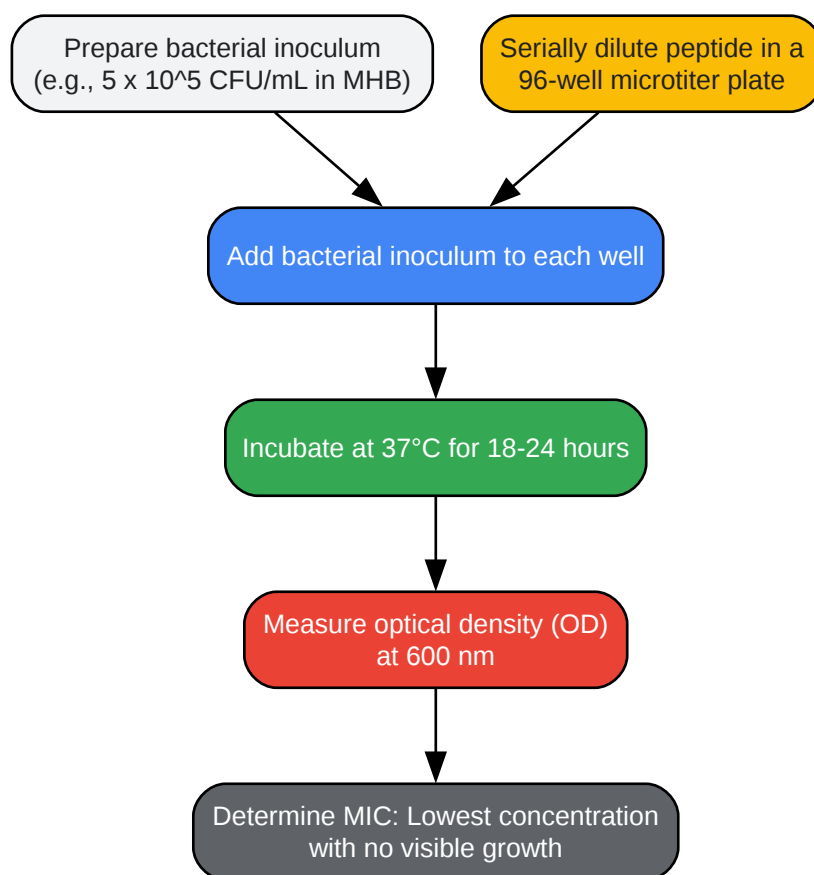 Prepare bacterial inoculum
(e.g., 5 x 10^5 CFU/mL in MHB)
Serially dilute peptide in a
96-well microtiter plate
Add bacterial inoculum to each well
Incubate at 37°C for 18-24 hours
Measure optical density (OD)
at 600 nm
Determine MIC: Lowest concentration
with no visible growth